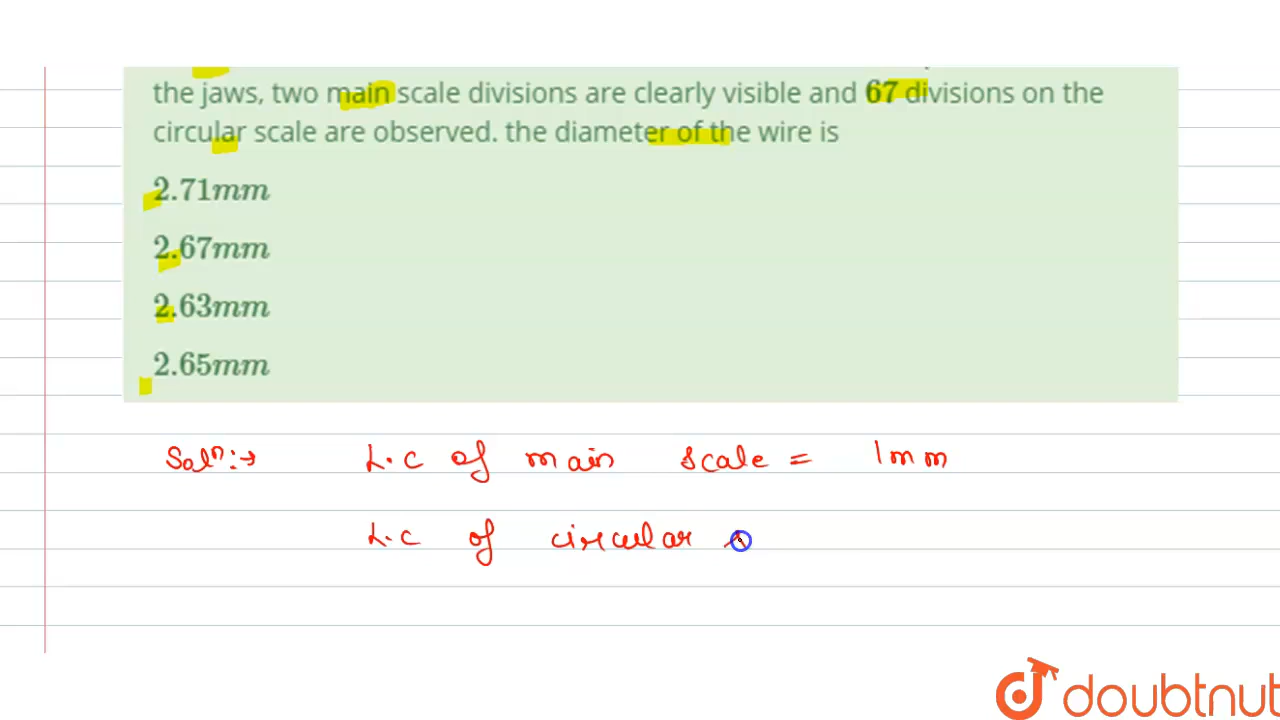 the jaws, two main scale divisions are clearly visible and 67 divisions on the
circular scale are observed. the diameter of the wire is
2.71mm
2.67mm
2.63mm
2.65mm
Solⁿ:→ L.C of main scale = 1mm
L.C of circular
doubtnut